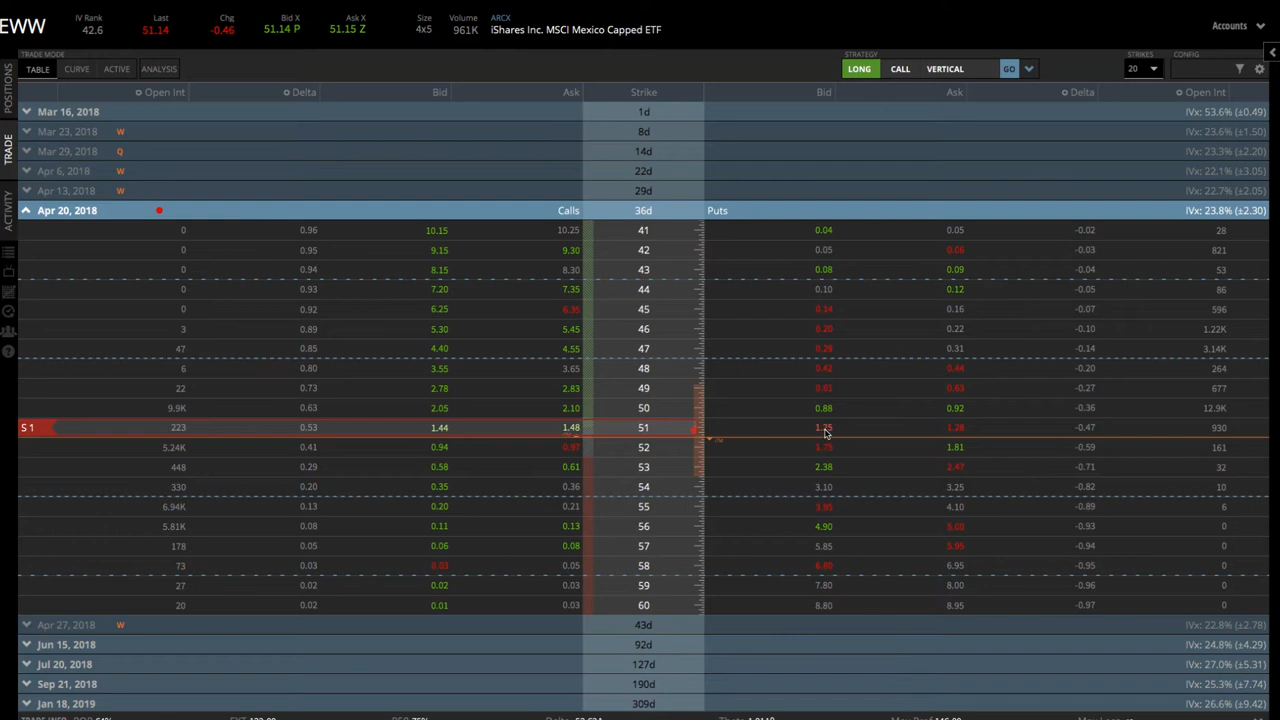 EWW
IV Rank Last Chg Bid X Ask X Size Volume ARCX
42.6 51.14 -0.46 51.14 P 51.15 Z 4x5 961K iShares Inc. MSCI Mexico Capped ETF
Accounts
TRADE MODE STRATEGY STRIKES CONFIG
TABLE CURVE ACTIVE ANALYSIS LONG CALL VERTICAL GO 20
POSITIONS
TRADE
ACTIVITY
Open Int Delta Bid Ask Strike Bid Ask Delta Open Int
Mar 16, 2018 1d IVx: 53.6% (±0.49)
Mar 23, 2018 W 8d IVx: 23.6% (±1.50)
Mar 29, 2018 Q 14d IVx: 23.3% (±2.20)
Apr 6, 2018 W 22d IVx: 22.1% (±3.05)
Apr 13, 2018 W 29d IVx: 22.7% (±2.05)
Apr 20, 2018 Calls 36d Puts IVx: 23.8% (±2.30)
0 0.96 10.15 10.25 41 0.04 0.05 -0.02 28
0 0.95 9.15 9.30 42 0.05 0.06 -0.03 821
0 0.94 8.15 8.30 43 0.08 0.09 -0.04 53
0 0.93 7.20 7.35 44 0.10 0.12 -0.05 86
0 0.92 6.25 6.35 45 0.14 0.16 -0.07 596
3 0.89 5.30 5.45 46 0.20 0.22 -0.10 1.22K
47 0.85 4.40 4.55 47 0.29 0.31 -0.14 3.14K
6 0.80 3.55 3.65 48 0.42 0.44 -0.20 264
22 0.73 2.78 2.83 49 0.61 0.63 -0.27 677
9.9K 0.63 2.05 2.10 50 0.88 0.92 -0.36 12.9K
S 1 223 0.53 1.44 1.48 51 1.25 1.28 -0.47 930
5.24K 0.41 0.94 0.97 52 1.75 1.81 -0.59 161
448 0.29 0.58 0.61 53 2.38 2.47 -0.71 32
330 0.20 0.35 0.36 54 3.10 3.25 -0.82 10
6.94K 0.13 0.20 0.21 55 3.95 4.10 -0.89 6
5.81K 0.08 0.11 0.13 56 4.90 5.00 -0.93 0
178 0.05 0.06 0.08 57 5.85 5.95 -0.94 0
73 0.03 0.03 0.05 58 6.80 6.95 -0.95 0
27 0.02 0.02 0.03 59 7.80 8.00 -0.96 0
20 0.02 0.01 0.03 60 8.80 8.95 -0.97 0
Apr 27, 2018 W 43d IVx: 22.8% (±2.78)
Jun 15, 2018 92d IVx: 24.8% (±4.29)
Jul 20, 2018 127d IVx: 27.0% (±5.31)
Sep 21, 2018 190d IVx: 25.3% (±7.74)
Jan 18, 2019 309d IVx: 26.6% (±9.42)